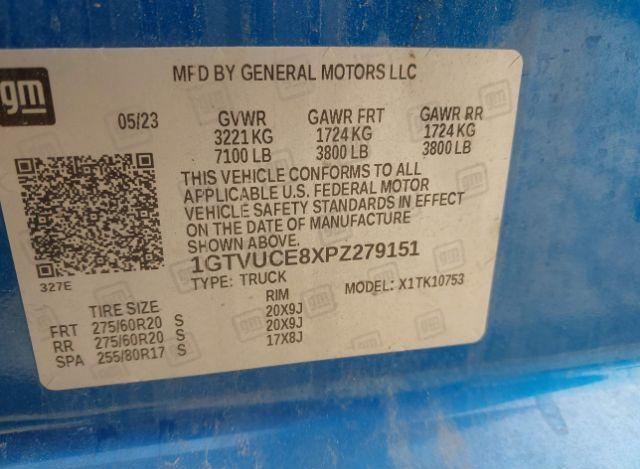 gm
MFD BY GENERAL MOTORS LLC
05/23 GVWR GAWR FRT GAWR RR
3221 KG 1724 KG 1724 KG
7100 LB 3800 LB 3800 LB
THIS VEHICLE CONFORMS TO ALL
APPLICABLE U.S. FEDERAL MOTOR
VEHICLE SAFETY STANDARDS IN EFFECT
ON THE DATE OF MANUFACTURE
SHOWN ABOVE.
1GTVUCE8XPZ279151
327E
TYPE: TRUCK MODEL: X1TK10753
TIRE SIZE RIM
FRT 275/60R20 S 20X9J
RR 275/60R20 S 20X9J
SPA 255/80R17 S 17X8J